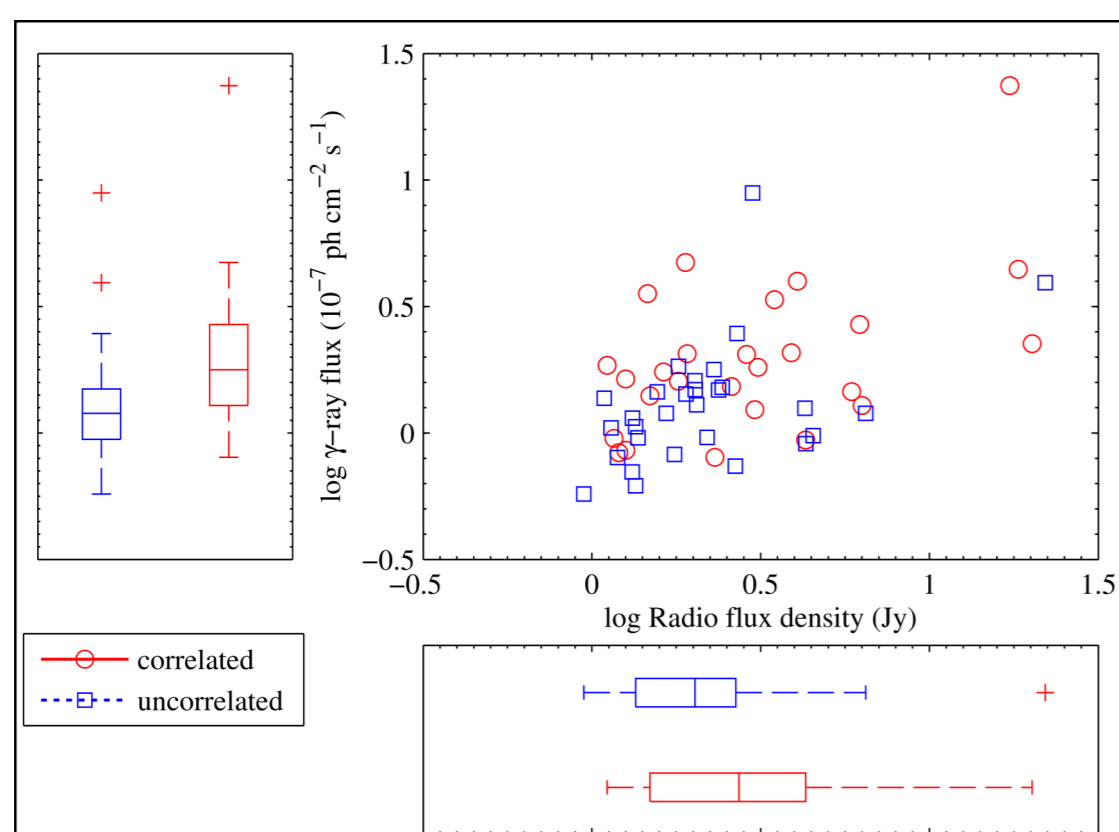 1.5
1
0.5
0
−0.5
log γ−ray flux (10⁻⁷ ph cm⁻² s⁻¹)
−0.5 0 0.5 1 1.5
log Radio flux density (Jy)
correlated
uncorrelated